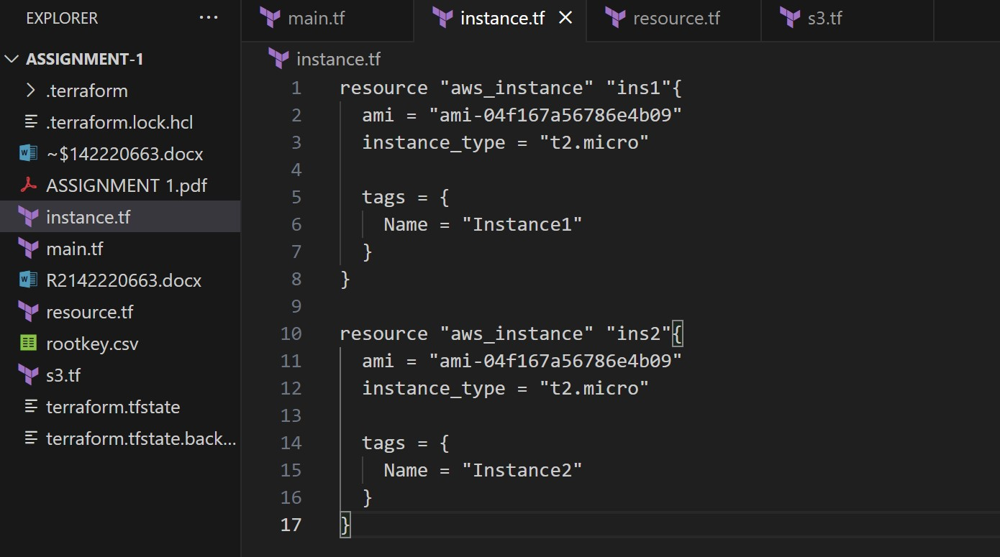 EXPLORER ···
ASSIGNMENT-1
.terraform
.terraform.lock.hcl
~$142220663.docx
ASSIGNMENT 1.pdf
instance.tf
main.tf
R2142220663.docx
resource.tf
rootkey.csv
s3.tf
terraform.tfstate
terraform.tfstate.back...
main.tf instance.tf resource.tf s3.tf
instance.tf
1 resource "aws_instance" "ins1"{
2   ami = "ami-04f167a56786e4b09"
3   instance_type = "t2.micro"
4
5   tags = {
6     Name = "Instance1"
7   }
8 }
9
10 resource "aws_instance" "ins2"{
11   ami = "ami-04f167a56786e4b09"
12   instance_type = "t2.micro"
13
14   tags = {
15     Name = "Instance2"
16   }
17 }